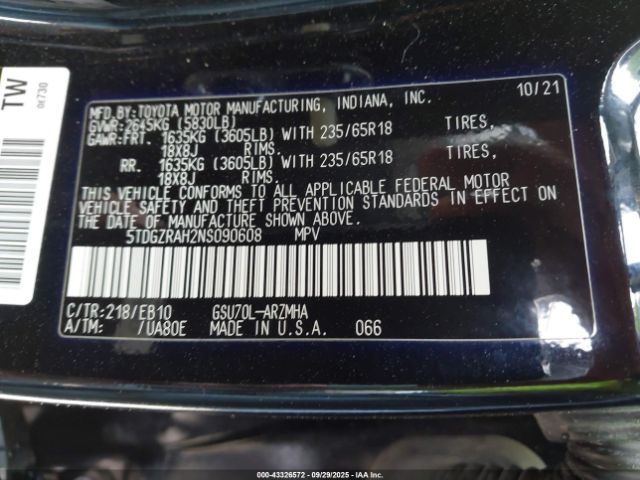 TW
0x730
MFD.BY:TOYOTA MOTOR MANUFACTURING, INDIANA, INC. 10/21
GVWR:2645KG (5830LB)
GAWR:FRT. 1635KG (3605LB) WITH 235/65R18 TIRES,
18X8J RIMS.
RR. 1635KG (3605LB) WITH 235/65R18 TIRES,
18X8J RIMS.
THIS VEHICLE CONFORMS TO ALL APPLICABLE FEDERAL MOTOR
VEHICLE SAFETY AND THEFT PREVENTION STANDARDS IN EFFECT ON
THE DATE OF MANUFACTURE SHOWN ABOVE.
5TDGZRAH2NS090608 MPV
C/TR:218/EB10 GSU70L-ARZMHA
A/TM: /UA80E MADE IN U.S.A. 066
000-43326572 - 09/29/2025 - IAA Inc.